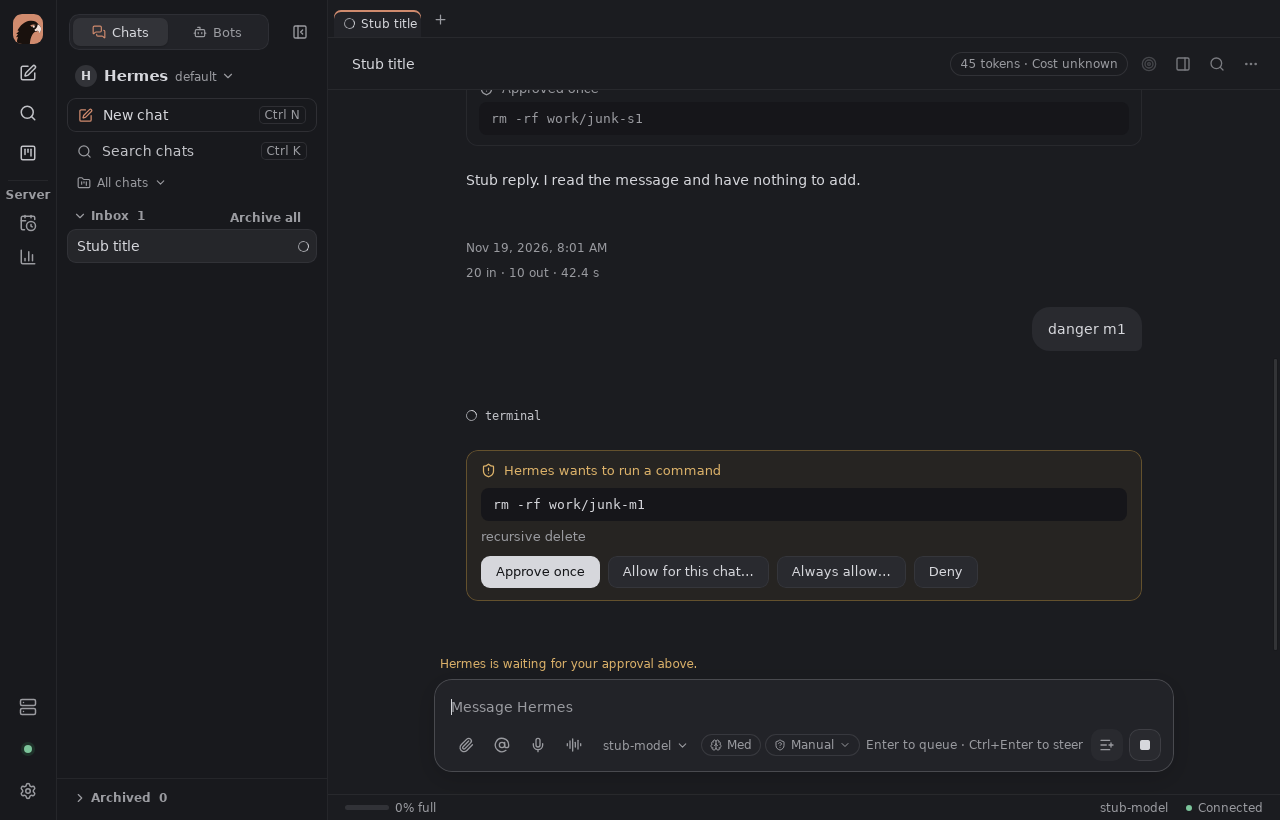 Chats
Bots
Stub title
H Hermes default
New chat Ctrl N
Search chats Ctrl K
All chats
Server
Inbox 1 Archive all
Stub title
Archived 0
Stub title
45 tokens · Cost unknown
Approved once
rm -rf work/junk-s1
Stub reply. I read the message and have nothing to add.
Nov 19, 2026, 8:01 AM
20 in · 10 out · 42.4 s
danger m1
terminal
Hermes wants to run a command
rm -rf work/junk-m1
recursive delete
Approve once Allow for this chat... Always allow... Deny
Hermes is waiting for your approval above.
Message Hermes
stub-model Med Manual Enter to queue · Ctrl+Enter to steer
0% full
stub-model Connected